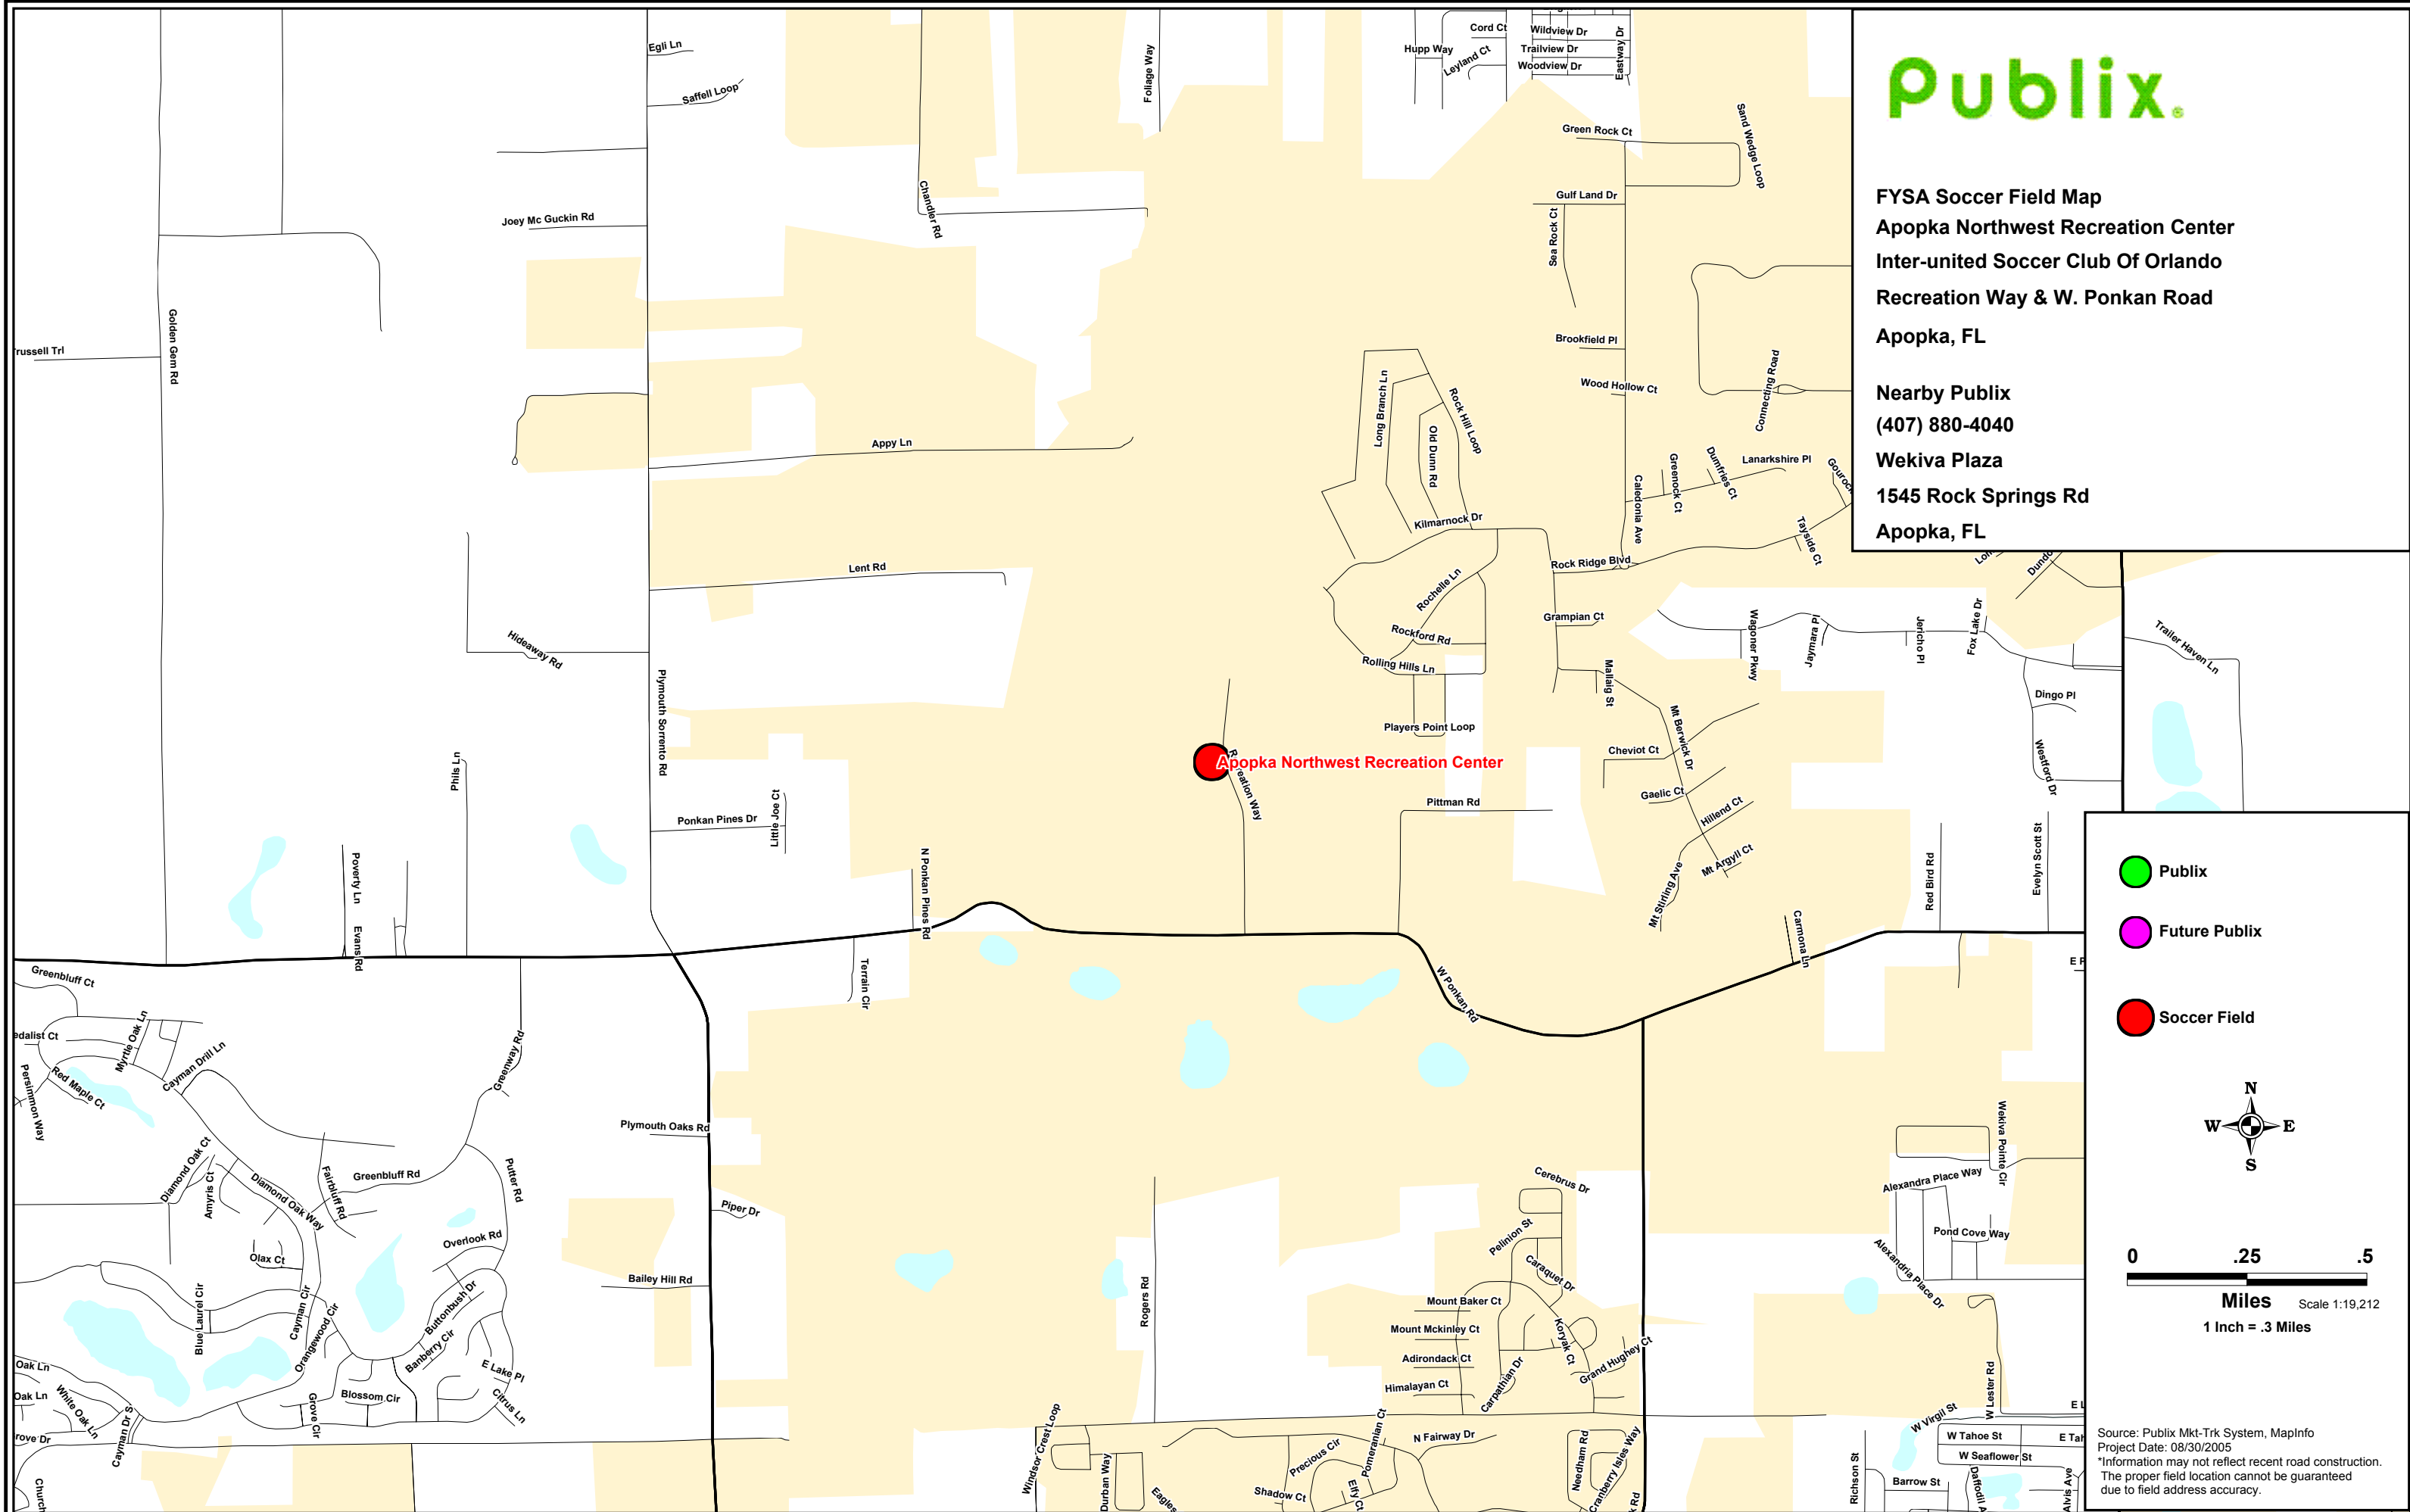 Publix
FYSA Soccer Field Map
Apopka Northwest Recreation Center
Inter-united Soccer Club Of Orlando
Recreation Way & W. Ponkan Road
Apopka, FL
Nearby Publix
(407) 880-4040
Wekiva Plaza
1545 Rock Springs Rd
Apopka, FL
Egli Ln
Saffell Loop
Foliage Way
Hupp Way
Cord Ct
Leyland Ct
Wildview Dr
Trailview Dr
Woodview Dr
Eastway Dr
Green Rock Ct
Sand Wedge Loop
Joey Mc Guckin Rd
Chandler Rd
Gulf Land Dr
Sea Rock Ct
Golden Gem Rd
russell Trl
Brookfield Pl
Wood Hollow Ct
Connecting Road
Long Branch Ln
Rock Hill Loop
Old Dunn Rd
Appy Ln
Caledonia Ave
Greenock Ct
Dumfries Ct
Lanarkshire Pl
Kilmarnock Dr
Tayside Ct
Lent Rd
Rock Ridge Blvd
Rochelle Ln
Grampian Ct
Rockford Rd
Rolling Hills Ln
Hideaway Rd
Plymouth Sorrento Rd
Mallaig St
Wagoner Pkwy
Jaymara Pl
Jericho Pl
Fox Lake Dr
Trailer Haven Ln
Dingo Pl
Westford Dr
Players Point Loop
Mt Berwick Dr
Cheviot Ct
Apopka Northwest Recreation Center
Recreation Way
Phils Ln
Ponkan Pines Dr
Little Joe Ct
Pittman Rd
Gaelic Ct
Hillend Ct
Mt Argyll Ct
Mt Stirling Ave
Poverty Ln
Evans Rd
N Ponkan Pines Rd
Red Bird Rd
Evelyn Scott St
Carmona Ln
Terrain Cir
W Ponkan Rd
Greenbluff Ct
edalist Ct
Myrtle Oak Ln
Cayman Drill Ln
Red Maple Ct
Persimmon Way
Greenway Rd
Plymouth Oaks Rd
Diamond Oak Ct
Amyris Ct
Diamond Oak Way
Fairbluff Rd
Greenbluff Rd
Putter Rd
Piper Dr
Overlook Rd
Olax Ct
Bailey Hill Rd
Blue Laurel Cir
Cayman Cir
Orangewood Cir
Buttonbush Dr
Banberry Cir
E Lake Pl
Citrus Ln
Oak Ln
Oak Ln
White Oak Ln
Cayman Dr S
Grove Cir
Blossom Cir
rove Dr
Church
Rogers Rd
Cerebrus Dr
Pelinion St
Caraquet Dr
Mount Baker Ct
Mount Mckinley Ct
Adirondack Ct
Himalayan Ct
Koryak Ct
Grand Hughey Ct
Carpathian Dr
Windsor Crest Loop
Durban Way
Eagles
Precious Cir
Shadow Ct
Elfy Ct
Pomeranian Ct
N Fairway Dr
Needham Rd
Cranberry Isles Way
Wekiva Pointe Cir
Alexandra Place Way
Pond Cove Way
Alexandria Place Dr
W Lester Rd
W Virgil St
W Tahoe St
W Seaflower St
Barrow St
Richson St
Alvis Ave
Publix
Future Publix
Soccer Field
N
W E
S
0 .25 .5
Miles
Scale 1:19,212
1 Inch = .3 Miles
Source: Publix Mkt-Trk System, MapInfo
Project Date: 08/30/2005
*Information may not reflect recent road construction.
The proper field location cannot be guaranteed
due to field address accuracy.